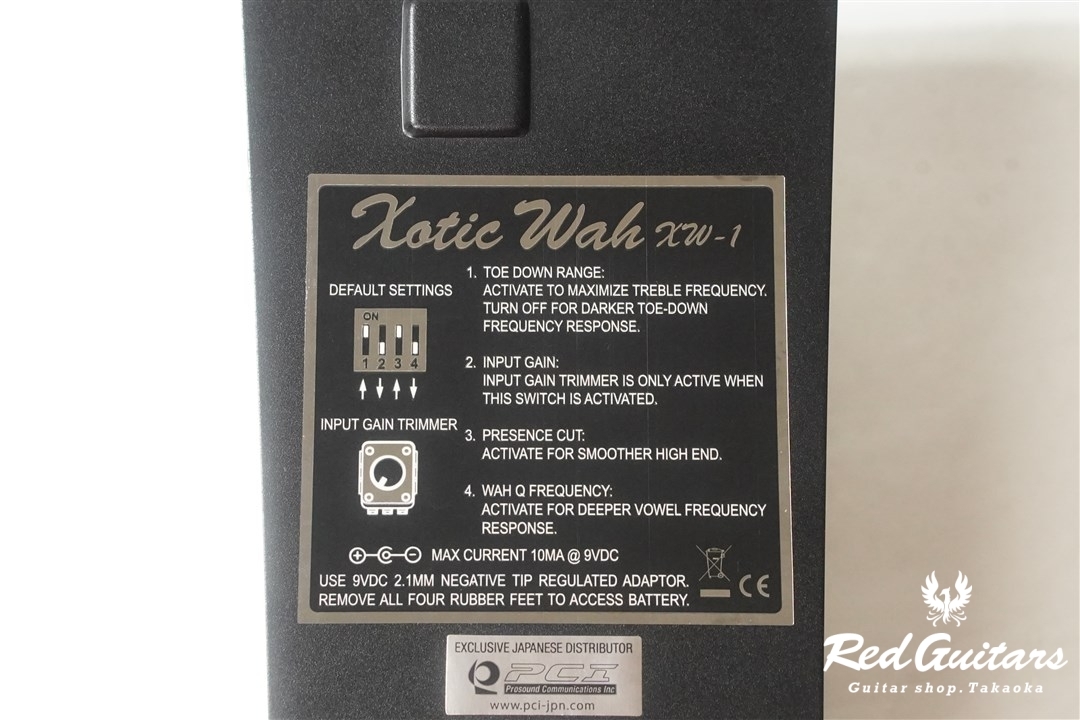 Xotic Wah XW-1
DEFAULT SETTINGS
ON
1 2 3 4
INPUT GAIN TRIMMER
1. TOE DOWN RANGE:
ACTIVATE TO MAXIMIZE TREBLE FREQUENCY.
TURN OFF FOR DARKER TOE-DOWN
FREQUENCY RESPONSE.
2. INPUT GAIN:
INPUT GAIN TRIMMER IS ONLY ACTIVE WHEN
THIS SWITCH IS ACTIVATED.
3. PRESENCE CUT:
ACTIVATE FOR SMOOTHER HIGH END.
4. WAH Q FREQUENCY:
ACTIVATE FOR DEEPER VOWEL FREQUENCY
RESPONSE.
MAX CURRENT 10MA @ 9VDC
USE 9VDC 2.1MM NEGATIVE TIP REGULATED ADAPTOR.
REMOVE ALL FOUR RUBBER FEET TO ACCESS BATTERY.
CE
EXCLUSIVE JAPANESE DISTRIBUTOR
PCI
Prosound Communications Inc
www.pci-jpn.com
Red Guitars
Guitar shop.Takaoka